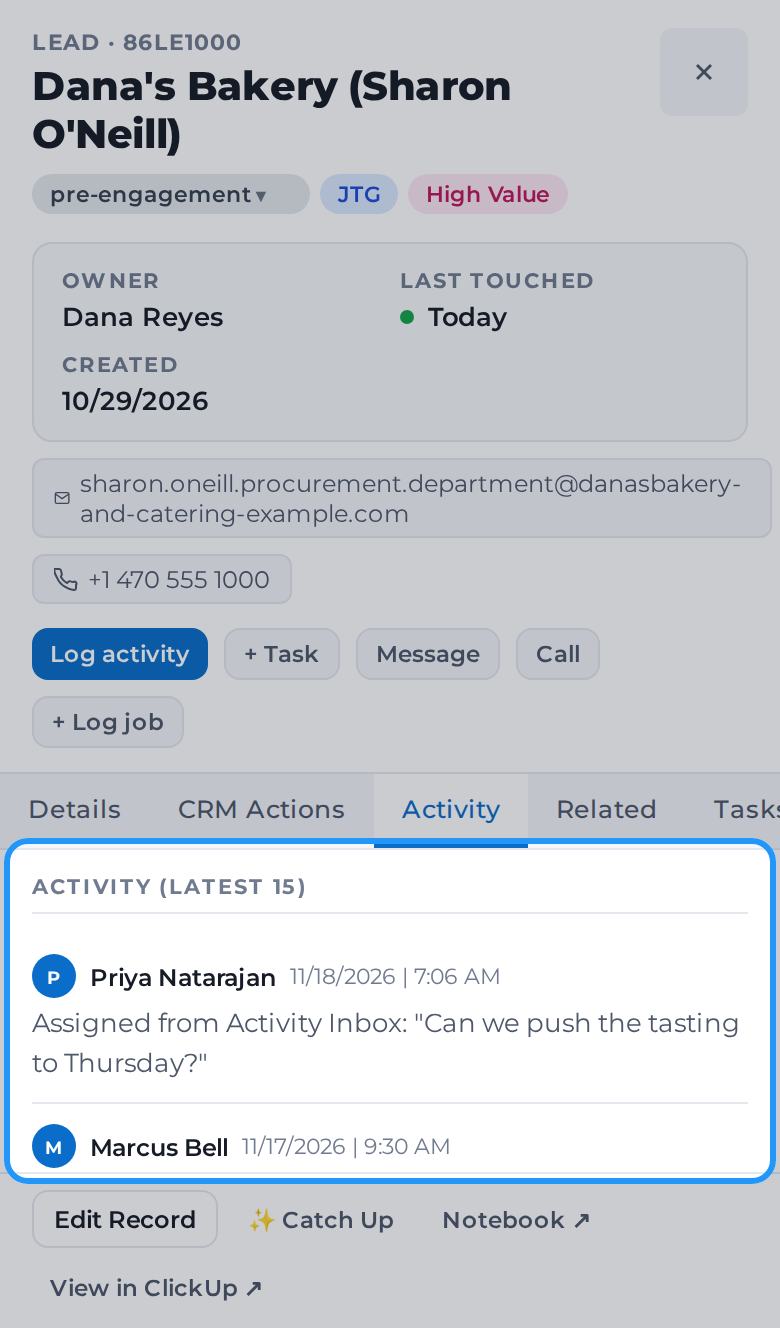 LEAD · 86LE1000
Dana's Bakery (Sharon
O'Neill)
×
pre-engagement ▾
JTG
High Value
OWNER
LAST TOUCHED
Dana Reyes
Today
CREATED
10/29/2026
sharon.oneill.procurement.department@danasbakery-
and-catering-example.com
+1 470 555 1000
Log activity
+ Task
Message
Call
+ Log job
Details
CRM Actions
Activity
Related
Tasks
ACTIVITY (LATEST 15)
P
Priya Natarajan 11/18/2026 | 7:06 AM
Assigned from Activity Inbox: "Can we push the tasting
to Thursday?"
M
Marcus Bell 11/17/2026 | 9:30 AM
Edit Record
✨ Catch Up
Notebook ↗
View in ClickUp ↗